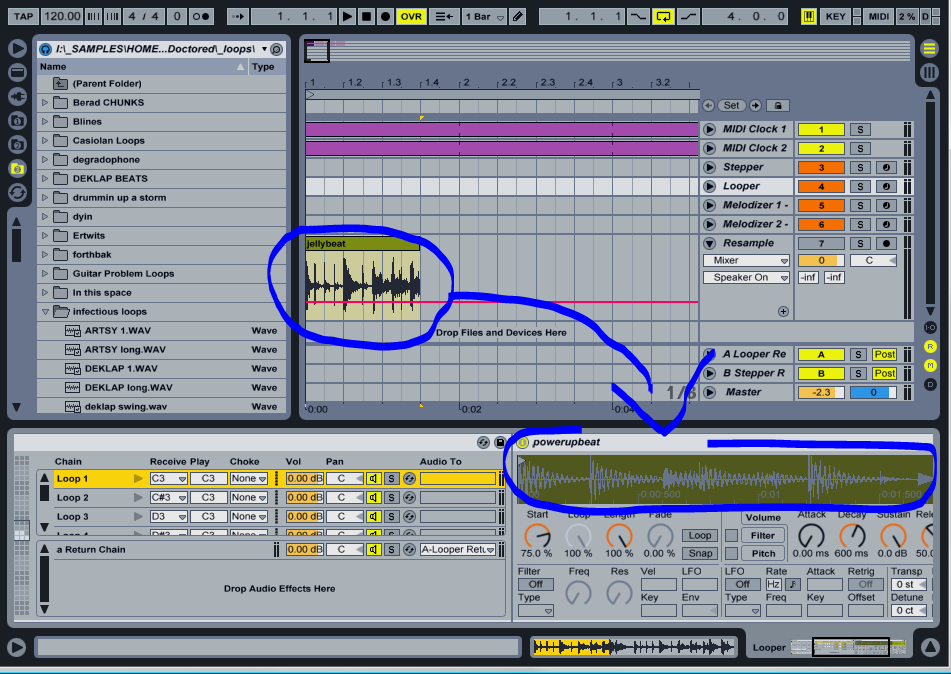 TAP 120.00 4 / 4 0 1. 1. 1 OVR 1 Bar 1. 1. 1 4. 0. 0 KEY MIDI 2 % D
I:\_SAMPLES\HOME...Doctored\_loops\
Name Type
(Parent Folder)
Berad CHUNKS
Blines
Casiolan Loops
degradophone
DEKLAP BEATS
drummin up a storm
dyin
Ertwits
forthbak
Guitar Problem Loops
In this space
infectious loops
ARTSY 1.WAV Wave
ARTSY long.WAV Wave
DEKLAP 1.WAV Wave
DEKLAP long.WAV Wave
deklap swing.wav Wave
1 1.2 1.3 1.4 2 2.2 2.3 2.4 3 3.2
Set
MIDI Clock 1 1 S
MIDI Clock 2 2 S
Stepper 3 S
Looper 4 S
Melodizer 1 - 5 S
Melodizer 2 - 6 S
jellybeat
Resample 7 S
Mixer 0 C
Speaker On -inf -inf
Drop Files and Devices Here
A Looper Re A S Post
B Stepper R B S Post
1/8
Master -2.3 0
0:00 0:02 0:04
I·O
R
M
D
powerupbeat
Chain Receive Play Choke Vol Pan Audio To
Loop 1 C3 C3 None 0.00 dB C S
Loop 2 C#3 C3 None 0.00 dB C S
Loop 3 D3 C3 None 0.00 dB C S
a Return Chain 0.00 dB C S A-Looper Retu
Drop Audio Effects Here
0:00:500 0:01 0:01:500
Start Loop Length Fade
75.0 % 100 % 100 % 0.00 %
Loop
Snap
Volume
Filter
Pitch
Attack Decay Sustain Rele
0.00 ms 600 ms 0.0 dB 50.0
Filter Freq Res Vel LFO
Off
Type Key Env
LFO Rate Attack Retrig Transp
Off Hz Off 0 st
Type Freq Key Offset Detune
0 ct
Looper